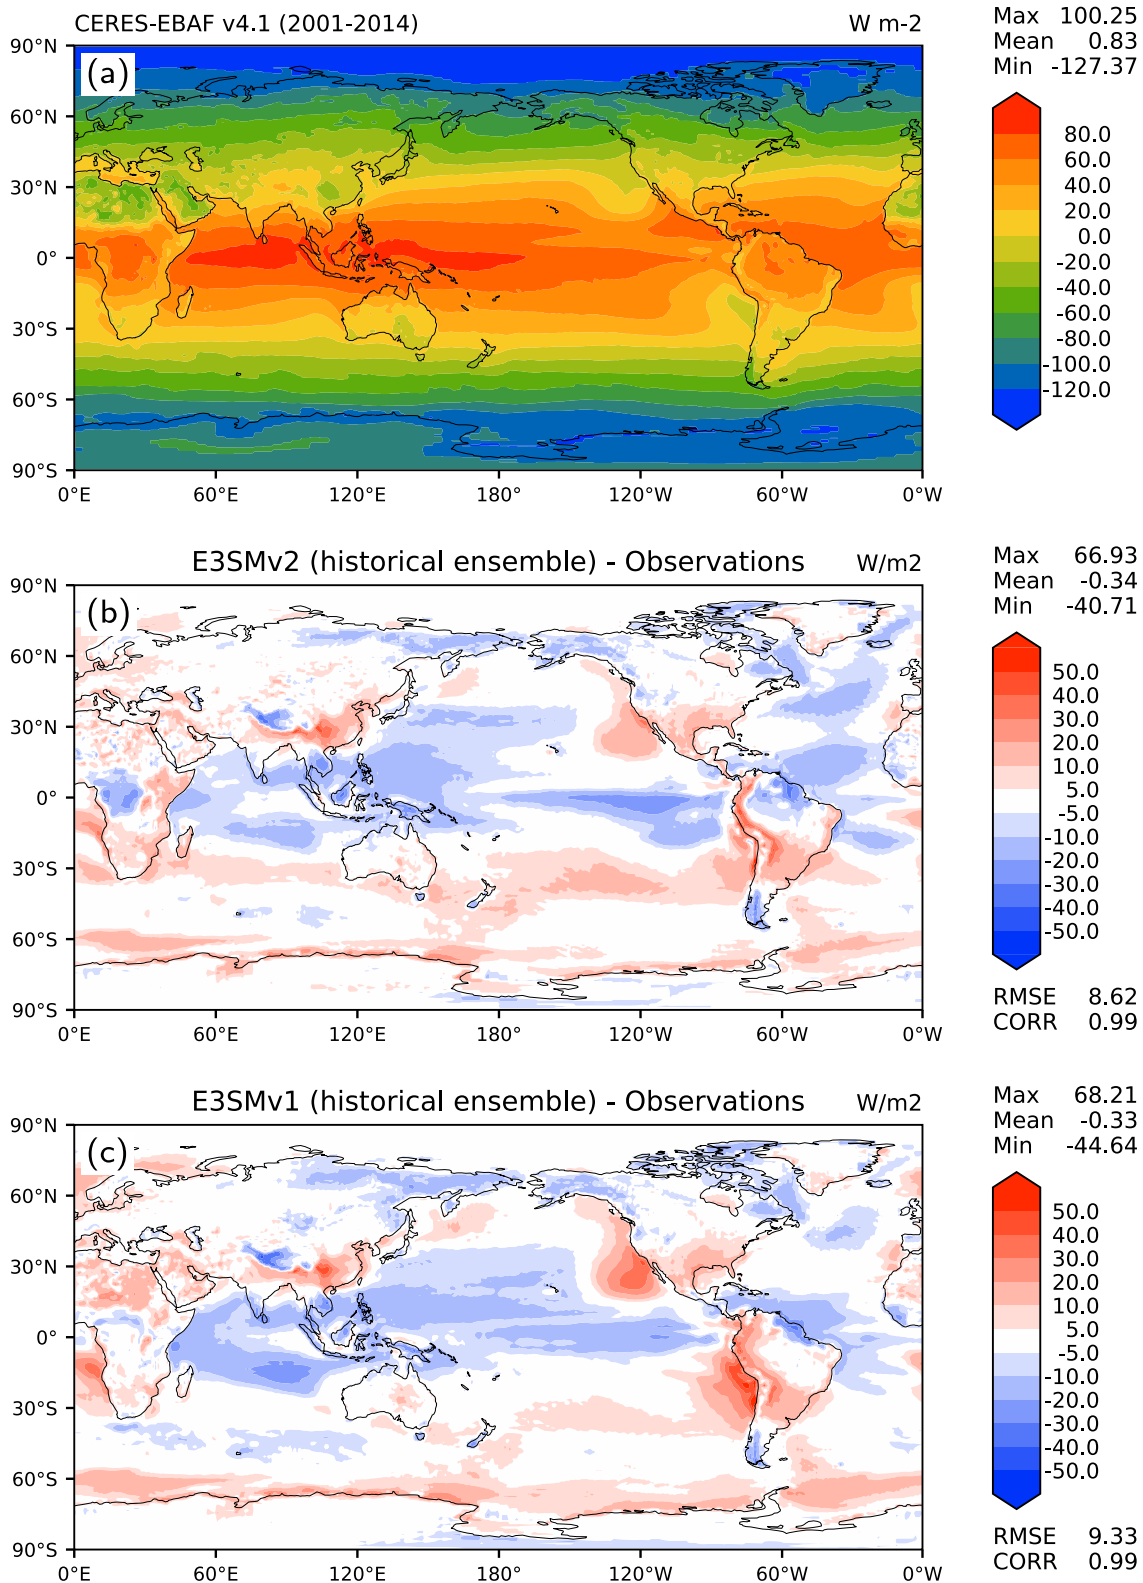 CERES-EBAF v4.1 (2001-2014) W m-2
Max 100.25
Mean 0.83
Min -127.37
(a)
90°N
60°N
30°N
0°
30°S
60°S
90°S
0°E 60°E 120°E 180° 120°W 60°W 0°W
80.0
60.0
40.0
20.0
0.0
-20.0
-40.0
-60.0
-80.0
-100.0
-120.0
E3SMv2 (historical ensemble) - Observations W/m2
Max 66.93
Mean -0.34
Min -40.71
(b)
90°N
60°N
30°N
0°
30°S
60°S
90°S
0°E 60°E 120°E 180° 120°W 60°W 0°W
50.0
40.0
30.0
20.0
10.0
5.0
-5.0
-10.0
-20.0
-30.0
-40.0
-50.0
RMSE 8.62
CORR 0.99
E3SMv1 (historical ensemble) - Observations W/m2
Max 68.21
Mean -0.33
Min -44.64
(c)
90°N
60°N
30°N
0°
30°S
60°S
90°S
0°E 60°E 120°E 180° 120°W 60°W 0°W
50.0
40.0
30.0
20.0
10.0
5.0
-5.0
-10.0
-20.0
-30.0
-40.0
-50.0
RMSE 9.33
CORR 0.99